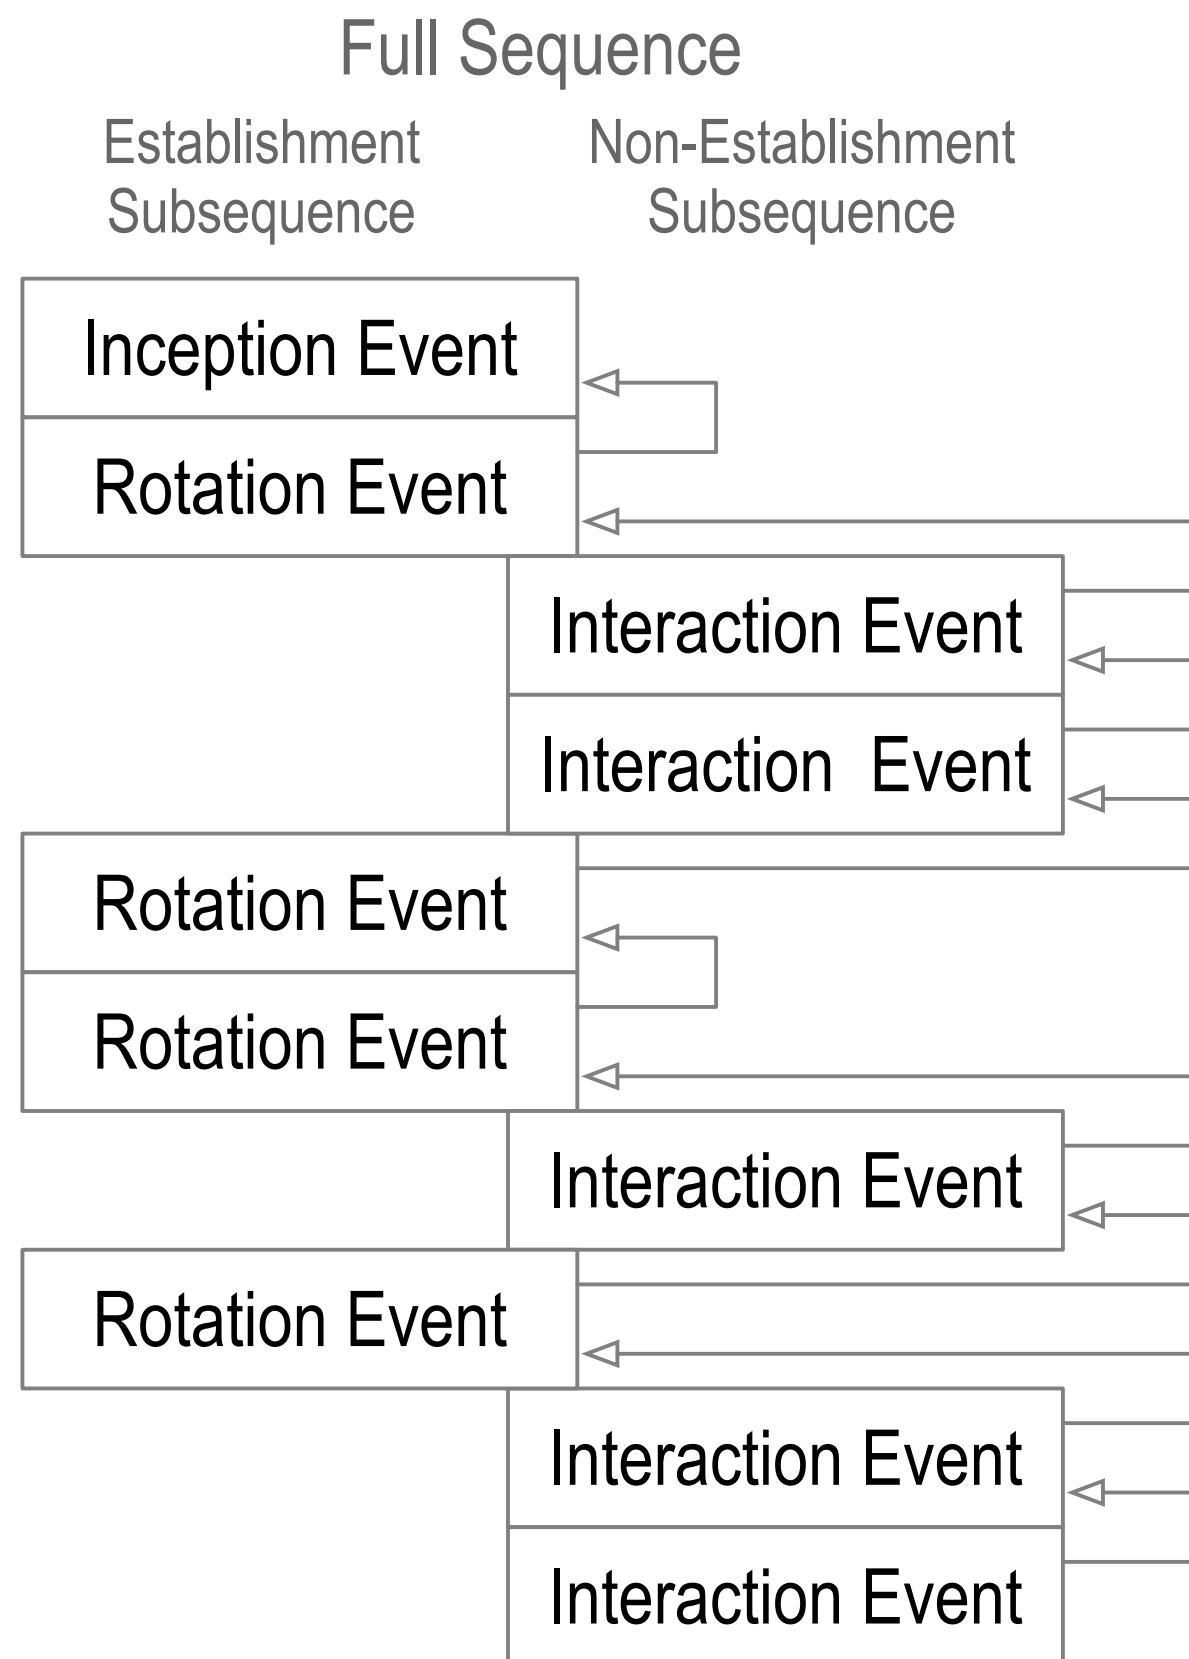 Full Sequence
Establishment
Subsequence
Non-Establishment
Subsequence
Inception Event
Rotation Event
Interaction Event
Interaction  Event
Rotation Event
Rotation Event
Interaction Event
Rotation Event
Interaction Event
Interaction Event